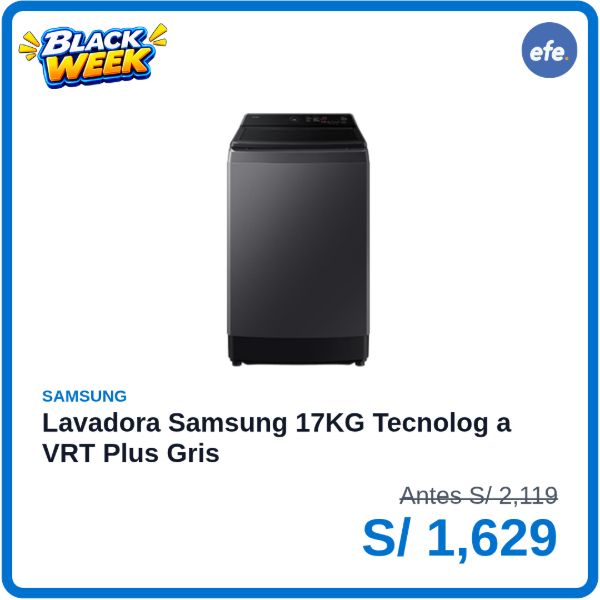 BLACK
WEEK
efe.
SAMSUNG
Lavadora Samsung 17KG Tecnolog a
VRT Plus Gris
Antes S/ 2,119
S/ 1,629